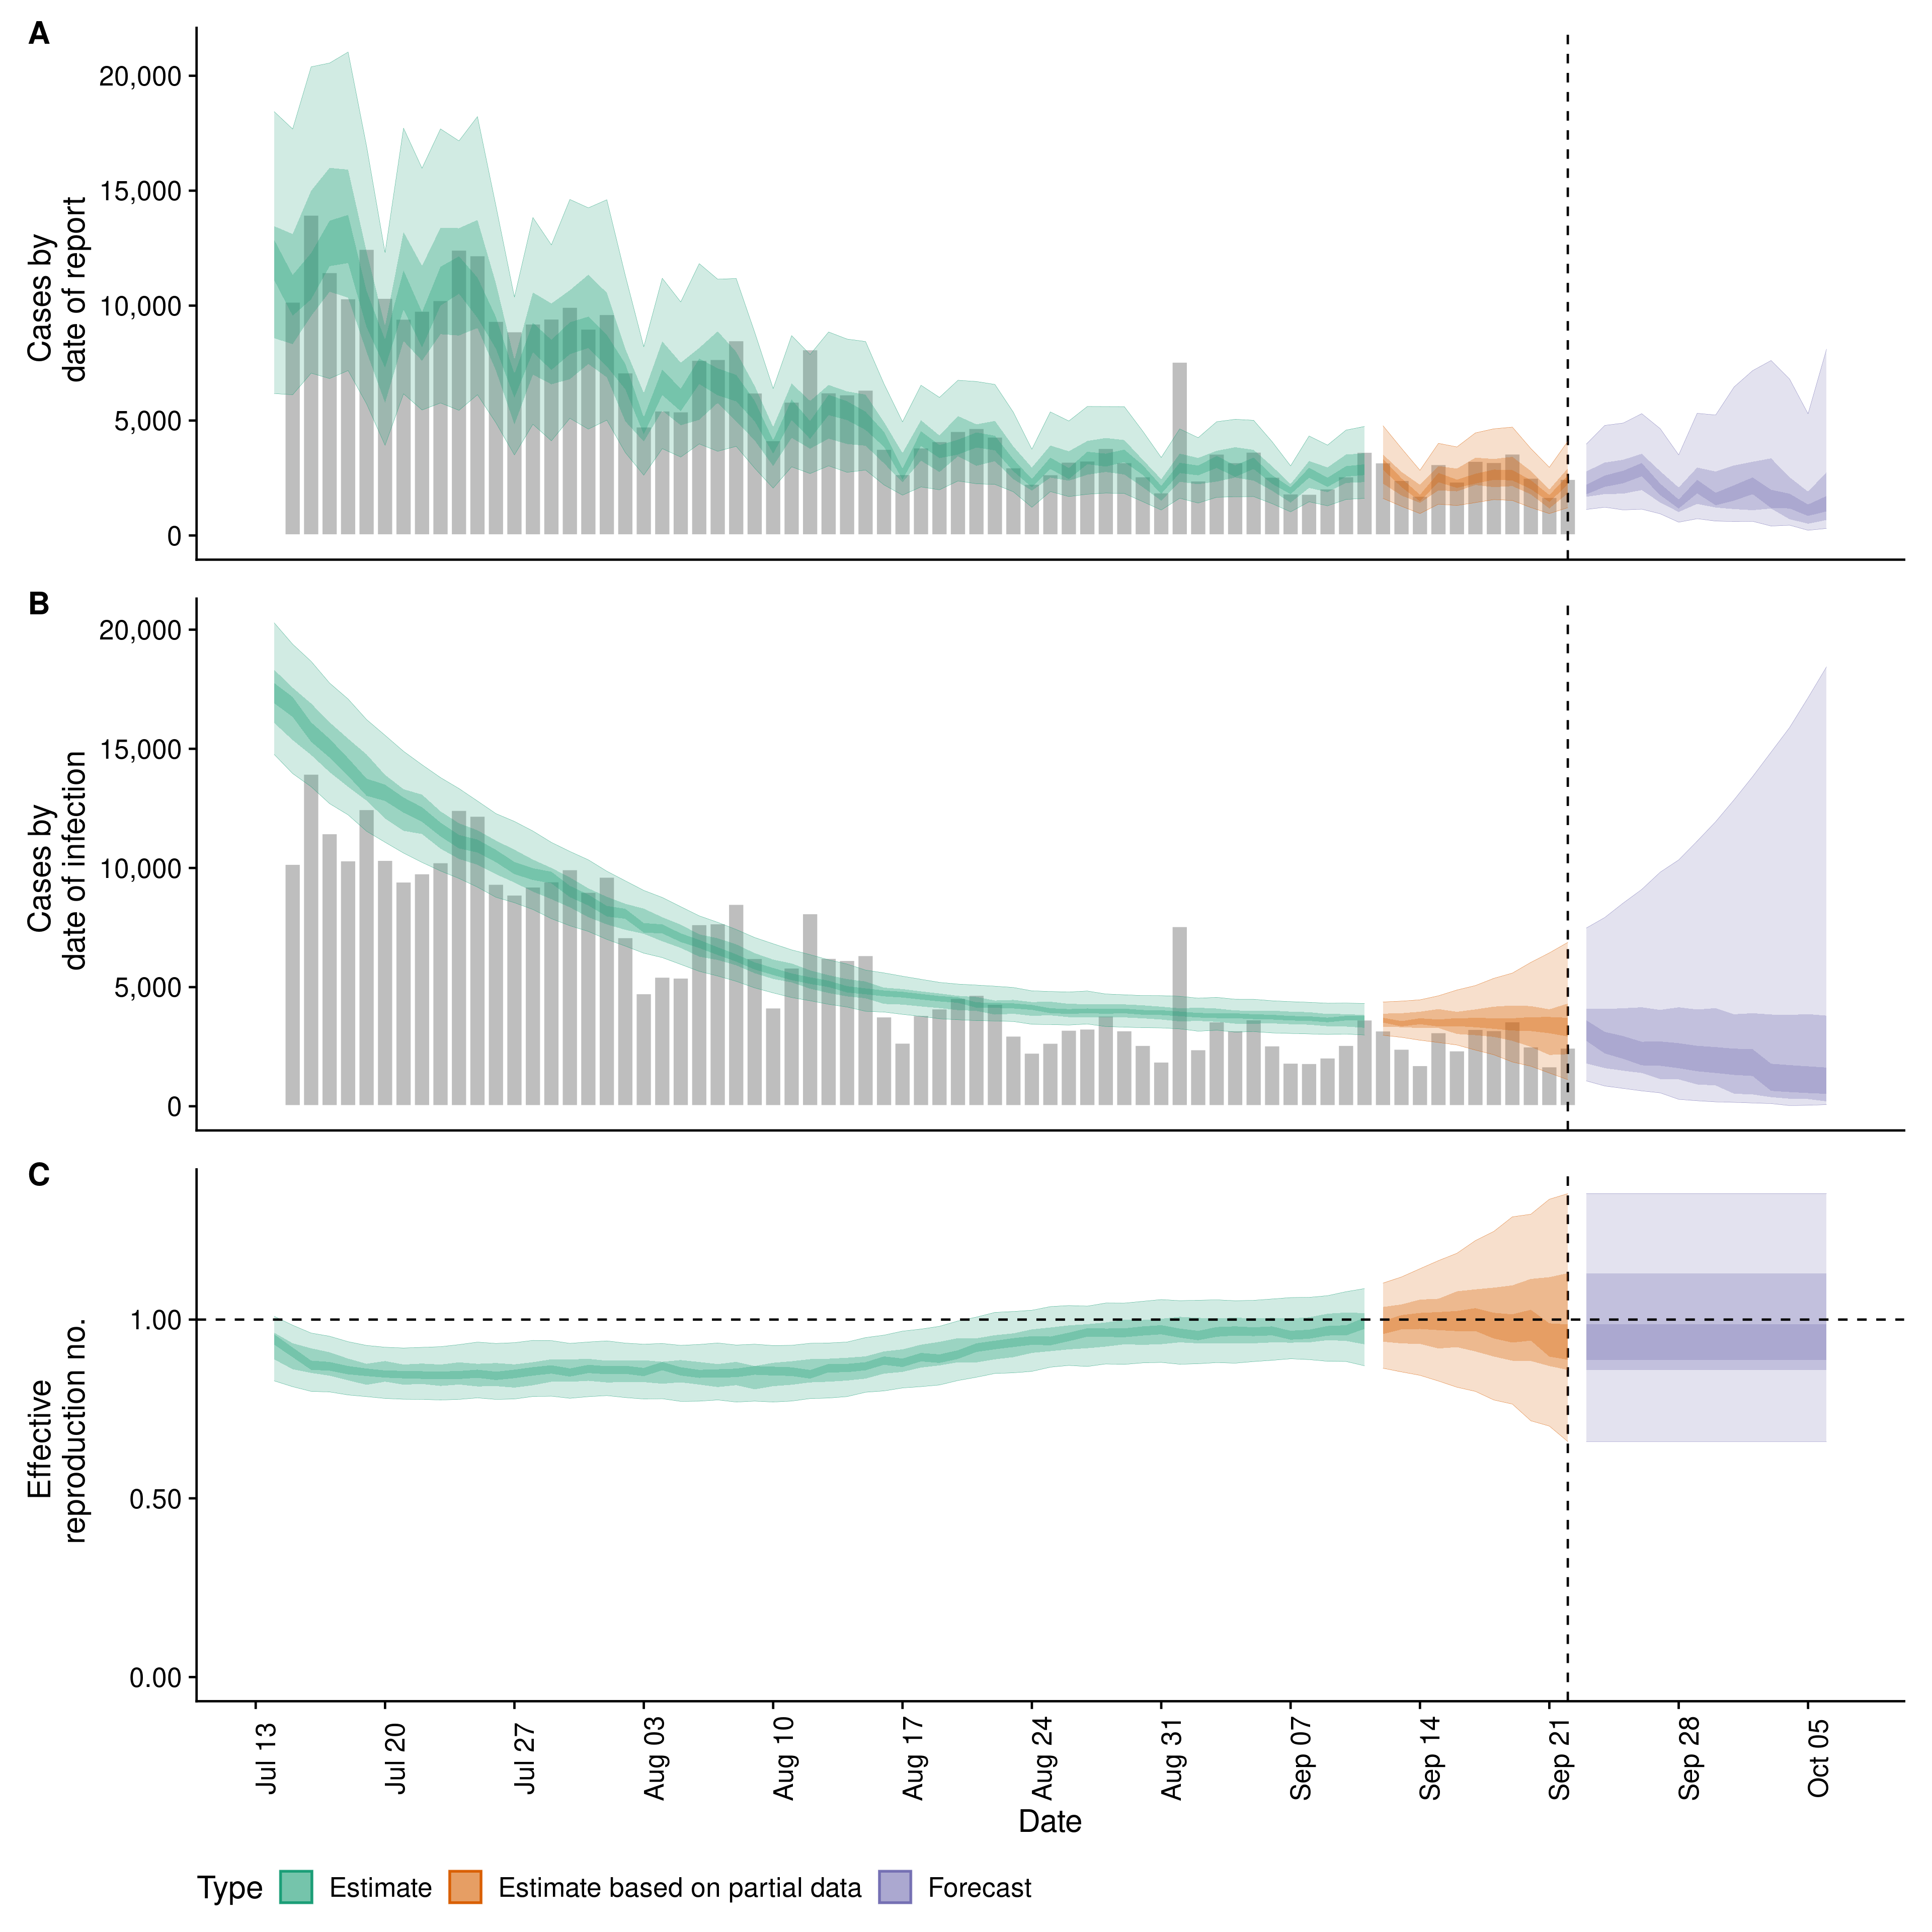 A
Cases by
date of report
20,000
15,000
10,000
5,000
0
B
Cases by
date of infection
20,000
15,000
10,000
5,000
0
C
Effective
reproduction no.
1.00
0.50
0.00
Jul 13
Jul 20
Jul 27
Aug 03
Aug 10
Aug 17
Aug 24
Aug 31
Sep 07
Sep 14
Sep 21
Sep 28
Oct 05
Date
Type Estimate Estimate based on partial data Forecast